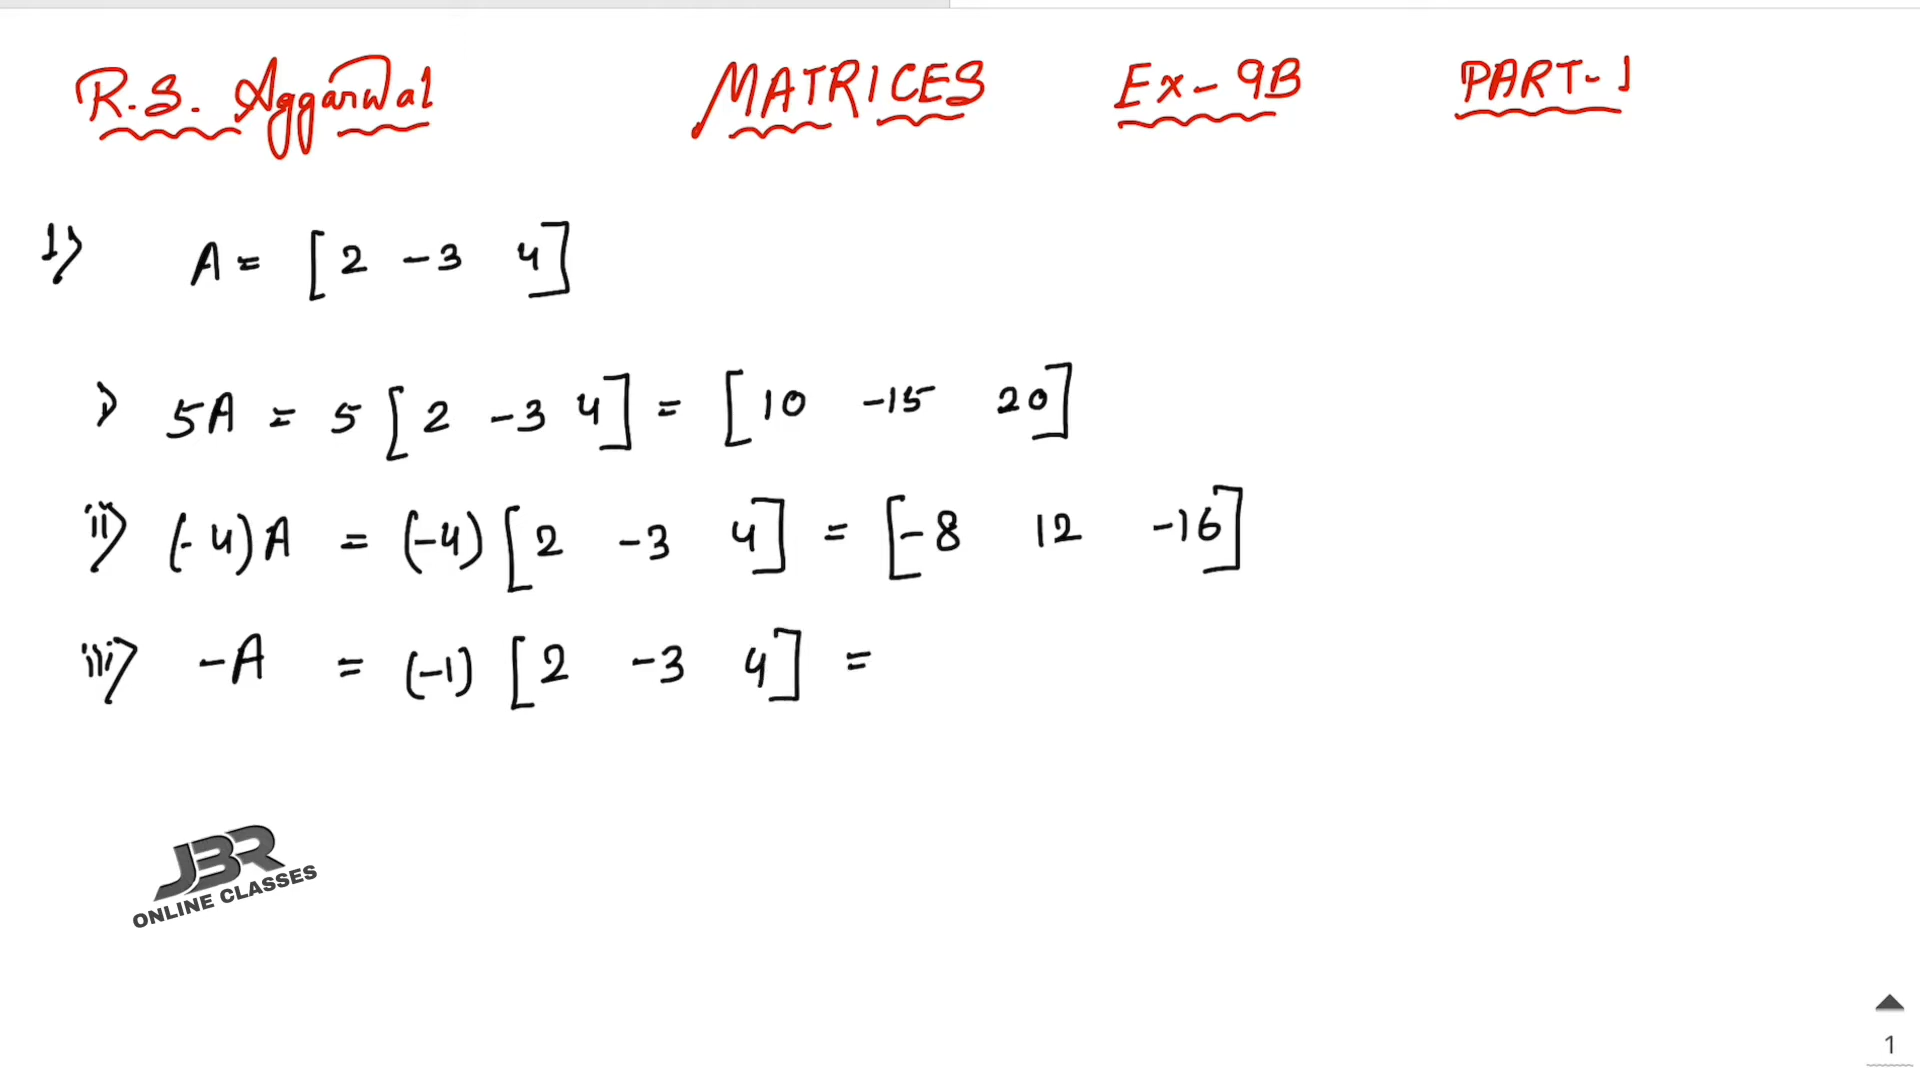 R.S. Aggarwal MATRICES Ex-9B PART-1
1) A = [2 -3 4]
i) 5A = 5 [2 -3 4] = [10 -15 20]
ii) (-4)A = (-4) [2 -3 4] = [-8 12 -16]
iii) -A = (-1) [2 -3 4] =
JBR
ONLINE CLASSES
1